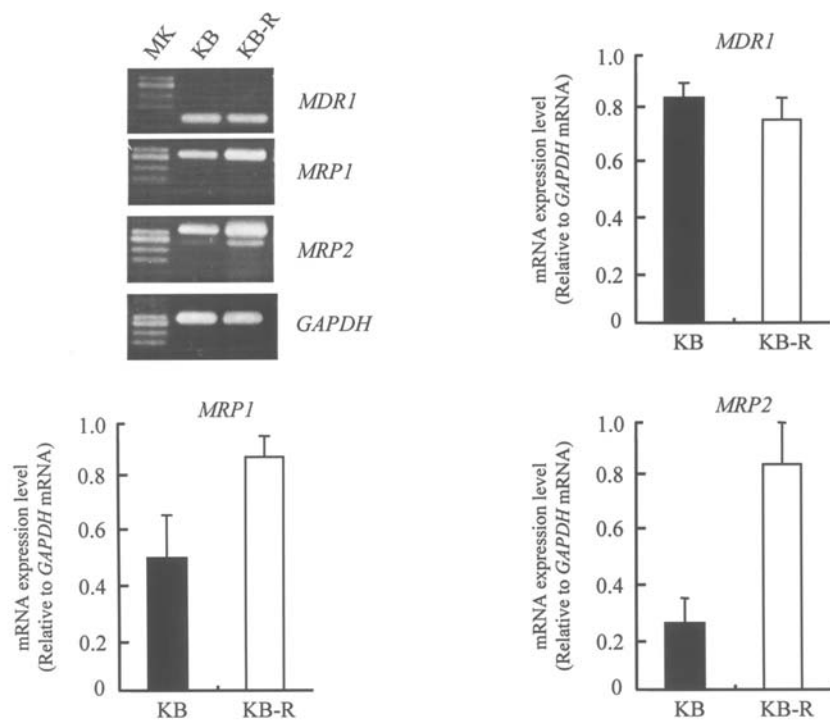 MK KB KB-R
MDR1
MRP1
MRP2
GAPDH
MDR1
mRNA expression level
(Relative to GAPDH mRNA)
1.0
0.8
0.8
0.4
0.2
0
KB KB-R
MRP1
mRNA expression level
(Relative to GAPDH mRNA)
1.0
0.8
0.8
0.4
0.2
0
KB KB-R
MRP2
mRNA expression level
(Relative to GAPDH mRNA)
1.0
0.8
0.8
0.4
0.2
0
KB KB-R